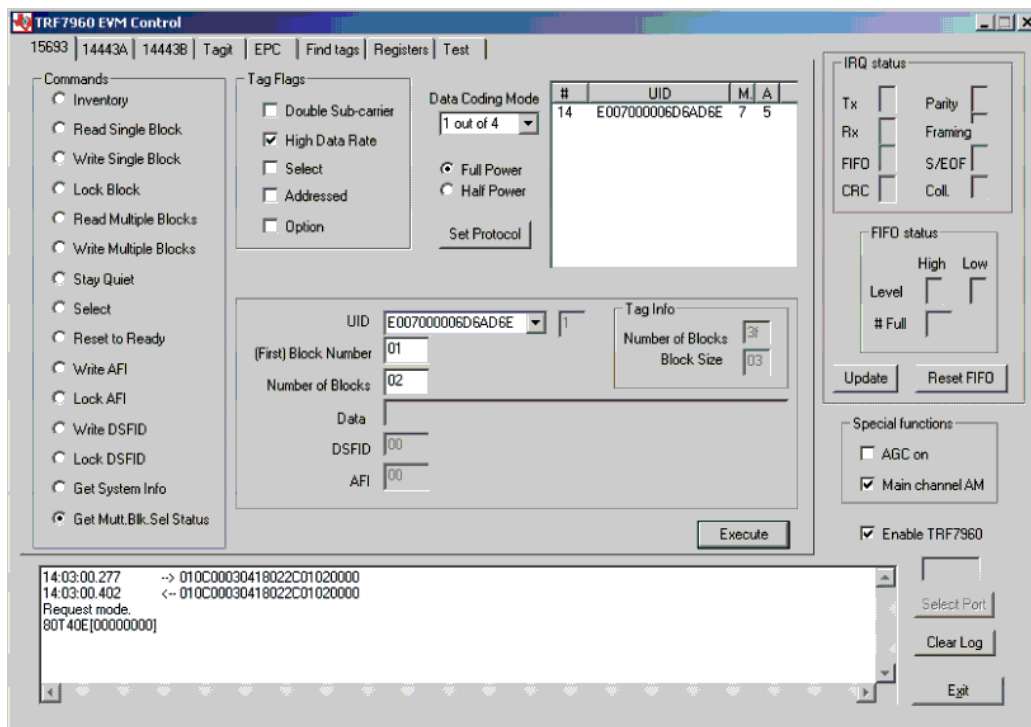 TRF7960 EVM Control
15693 14443A 14443B Tagit EPC Find tags Registers Test
Commands
Inventory
Read Single Block
Write Single Block
Lock Block
Read Multiple Blocks
Write Multiple Blocks
Stay Quiet
Select
Reset to Ready
Write AFI
Lock AFI
Write DSFID
Lock DSFID
Get System Info
Get Mutt.Blk.Sel Status
Tag Flags
Double Sub-carrier
High Data Rate
Select
Addressed
Option
Data Coding Mode
1 out of 4
Full Power
Half Power
Set Protocol
# UID M. A
14 E007000006D6AD6E 7 5
UID E007000006D6AD6E 1
(First) Block Number 01
Number of Blocks 02
Data
DSFID 00
AFI 00
Tag Info
Number of Blocks 3f
Block Size 03
Execute
IRQ status
Tx Parity
Rx Framing
FIFO S/EOF
CRC Coll.
FIFO status
High Low
Level
# Full
Update Reset FIFO
Special functions
AGC on
Main channel AM
Enable TRF7960
Select Port
Clear Log
Exit
14:03:00.277 --> 010C00030418022C01020000
14:03:00.402 <-- 010C00030418022C01020000
Request mode.
80T40E[00000000]